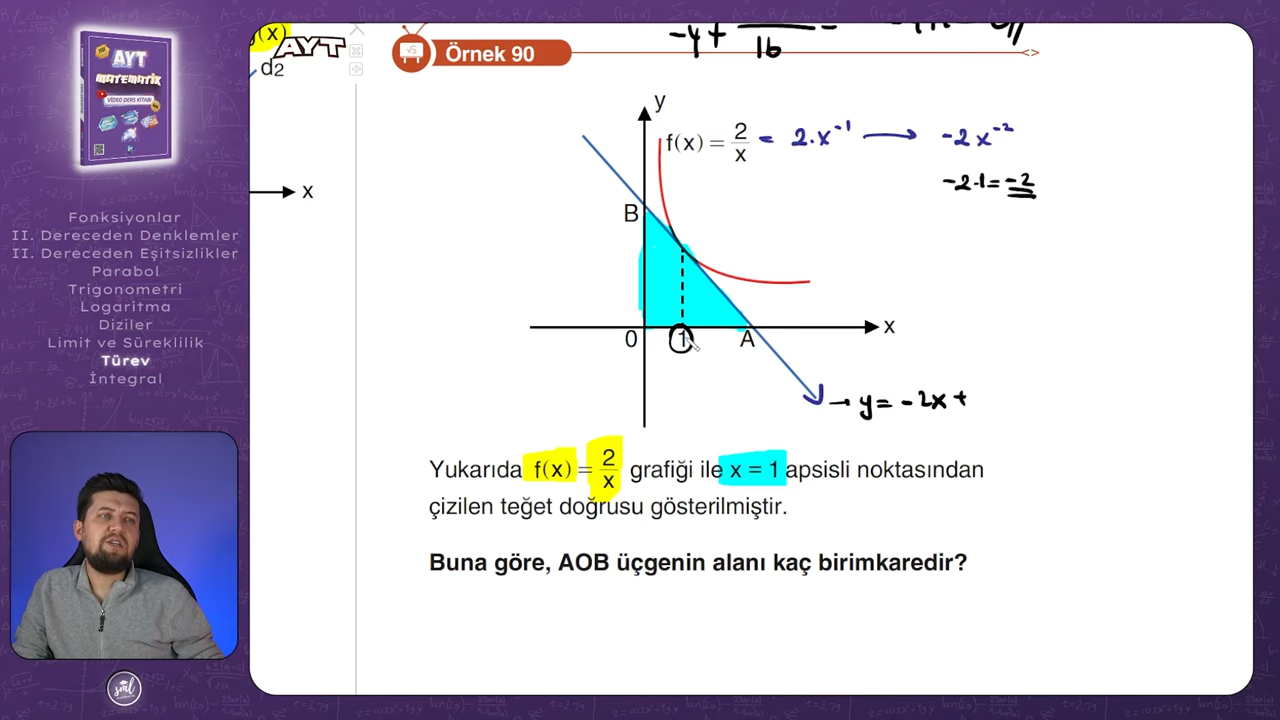 (x)
AYT
d2
x
AYT
MATEMATİK
VİDEO DERS KİTABI
Fonksiyonlar
II. Dereceden Denklemler
II. Dereceden Eşitsizlikler
Parabol
Trigonometri
Logaritma
Diziler
Limit ve Süreklilik
Türev
İntegral
sml
16
Örnek 90
y
f(x) = 2/x = 2·x⁻¹ → -2x⁻²
-2·1 = -2
B
0 1 A x
→ y = -2x +
Yukarıda f(x) = 2/x grafiği ile x = 1 apsisli noktasından
çizilen teğet doğrusu gösterilmiştir.
Buna göre, AOB üçgenin alanı kaç birimkaredir?